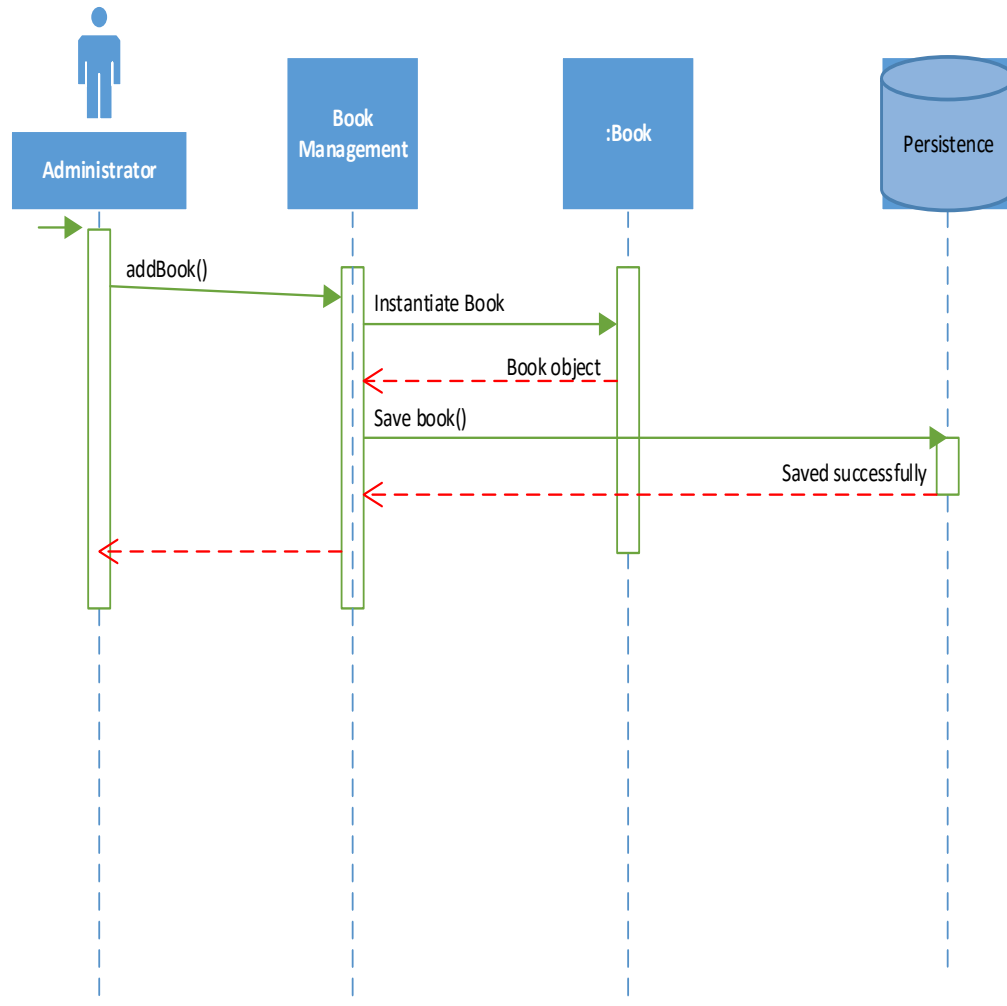 Administrator
Book
Management
:Book
Persistence
addBook()
Instantiate Book
Book object
Save book()
Saved successfully